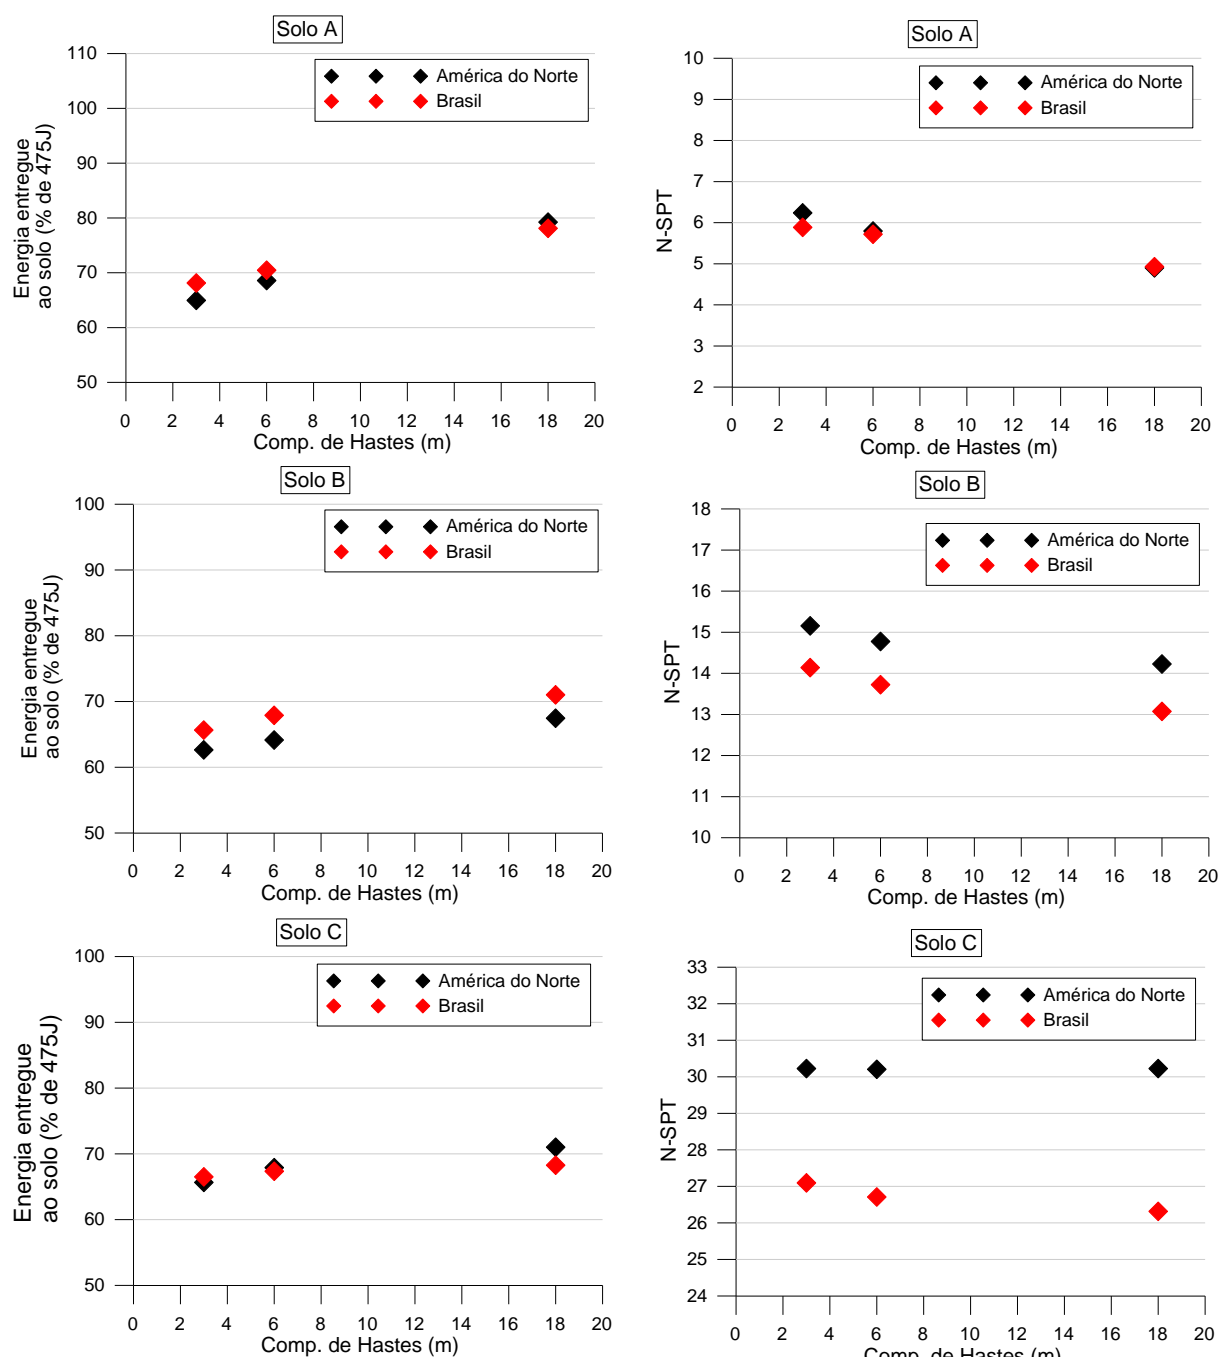 Solo A
110
100
90
80
70
60
50
Energia entregue
ao solo (% de 475J)
América do Norte
Brasil
0 2 4 6 8 10 12 14 16 18 20
Comp. de Hastes (m)
Solo A
10
9
8
7
6
5
4
3
2
N-SPT
América do Norte
Brasil
0 2 4 6 8 10 12 14 16 18 20
Comp. de Hastes (m)
Solo B
100
90
80
70
60
50
Energia entregue
ao solo (% de 475J)
América do Norte
Brasil
0 2 4 6 8 10 12 14 16 18 20
Comp. de Hastes (m)
Solo B
18
17
16
15
14
13
12
11
10
N-SPT
América do Norte
Brasil
0 2 4 6 8 10 12 14 16 18 20
Comp. de Hastes (m)
Solo C
100
90
80
70
60
50
Energia entregue
ao solo (% de 475J)
América do Norte
Brasil
0 2 4 6 8 10 12 14 16 18 20
Comp. de Hastes (m)
Solo C
33
32
31
30
29
28
27
26
25
24
N-SPT
América do Norte
Brasil
0 2 4 6 8 10 12 14 16 18 20
Comp. de Hastes (m)